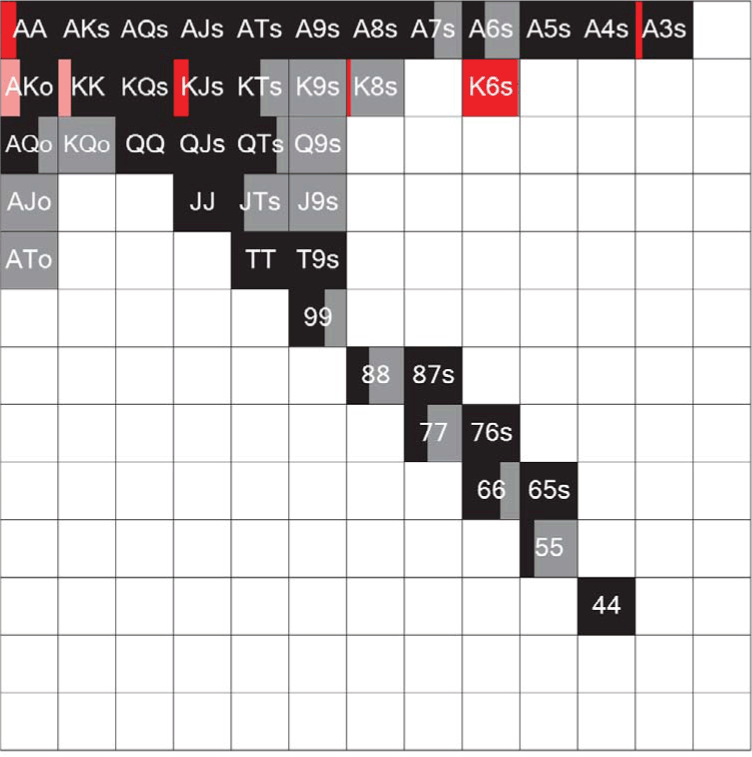 AA AKs AQs AJs ATs A9s A8s A7s A6s A5s A4s A3s
AKo KK KQs KJs KTs K9s K8s K6s
AQo KQo QQ QJs QTs Q9s
AJo JJ JTs J9s
ATo TT T9s
99
88 87s
77 76s
66 65s
55
44